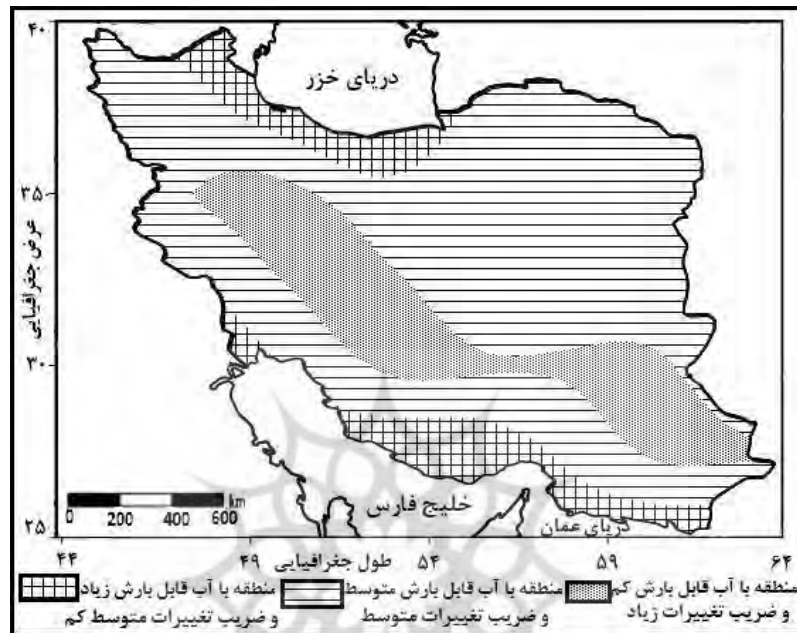 ۴۰
دریای خزر
۳۵
عرض جغرافیایی
۳۰
km
0 200 400 600
خلیج فارس
دریای عمان
۲۵
۴۴ ۴۹ طول جغرافیایی ۵۴ ۵۹ ۶۴
منطقه با آب قابل بارش کم
و ضریب تغییرات زیاد
منطقه با آب قابل بارش متوسط
و ضریب تغییرات متوسط
منطقه با آب قابل بارش زیاد
و ضریب تغییرات متوسط کم